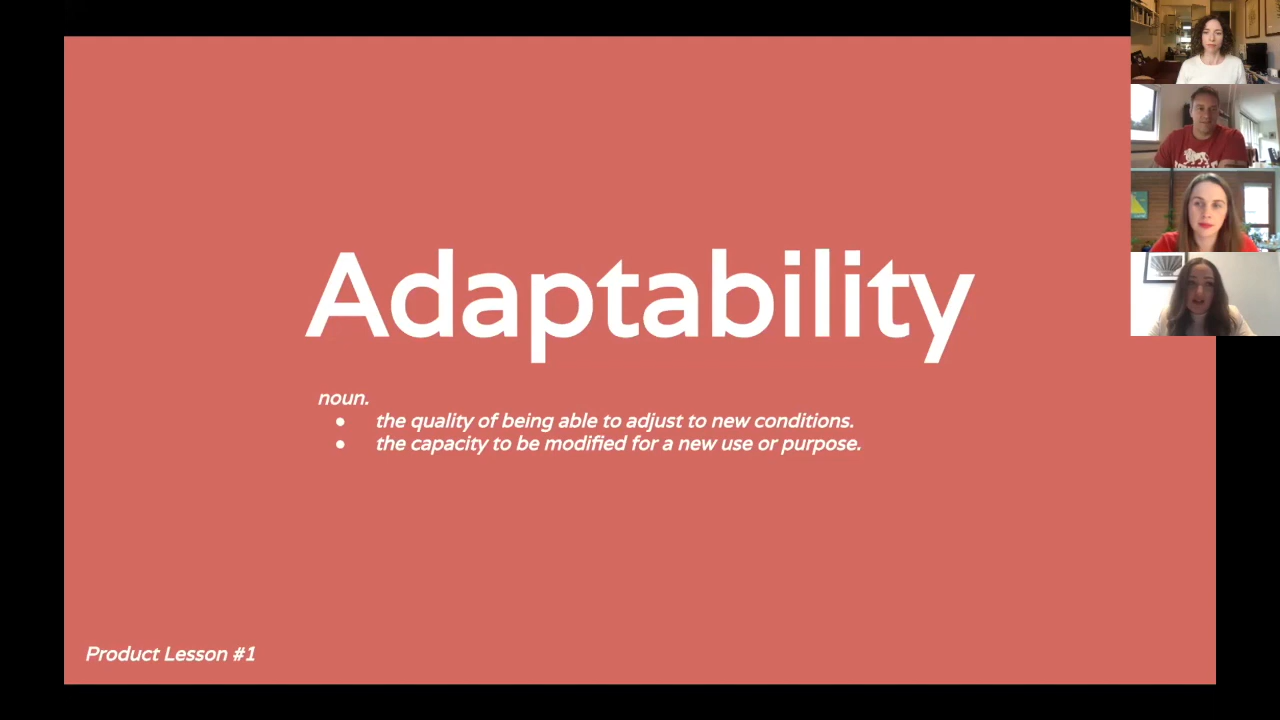 Adaptability
noun.
● the quality of being able to adjust to new conditions.
● the capacity to be modified for a new use or purpose.
Product Lesson #1